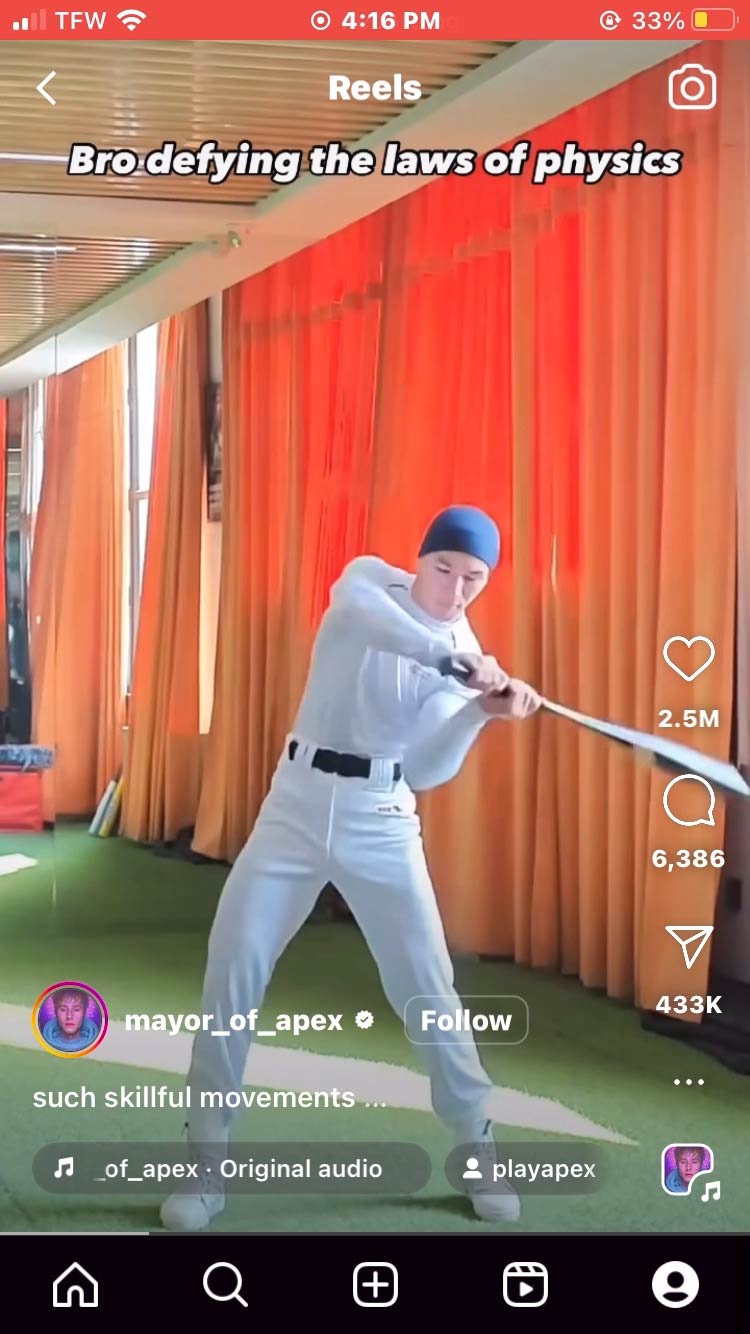 TFW 4:16 PM 33%
Reels
Bro defying the laws of physics
2.5M
6,386
433K
mayor_of_apex Follow
such skillful movements ...
_of_apex · Original audio playapex